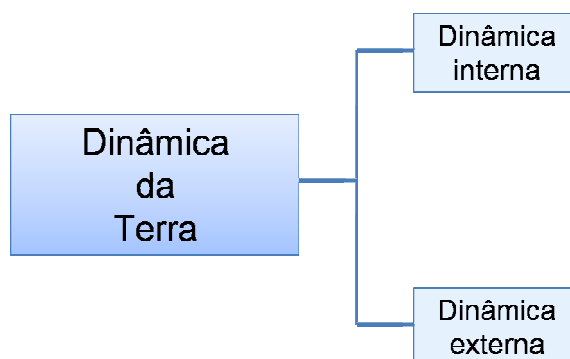 Dinâmica
interna
Dinâmica
da
Terra
Dinâmica
externa